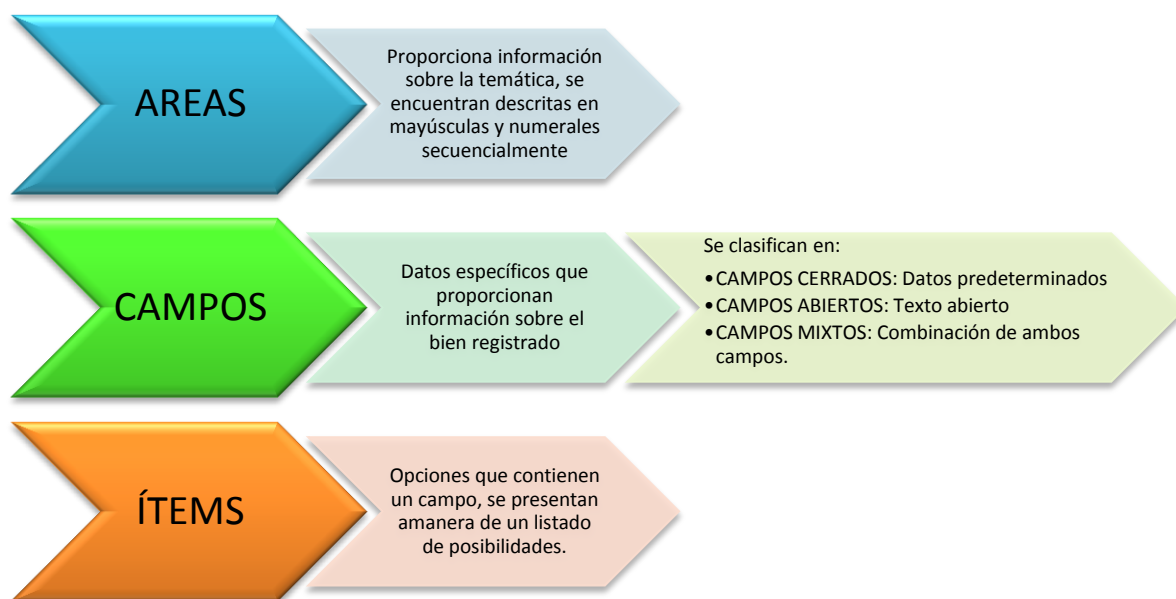 AREAS
Proporciona información
sobre la temática, se
encuentran descritas en
mayúsculas y numerales
secuencialmente
CAMPOS
Datos específicos que
proporcionan
información sobre el
bien registrado
Se clasifican en:
•CAMPOS CERRADOS: Datos predeterminados
•CAMPOS ABIERTOS: Texto abierto
•CAMPOS MIXTOS: Combinación de ambos
campos.
ÍTEMS
Opciones que contienen
un campo, se presentan
amanera de un listado
de posibilidades.